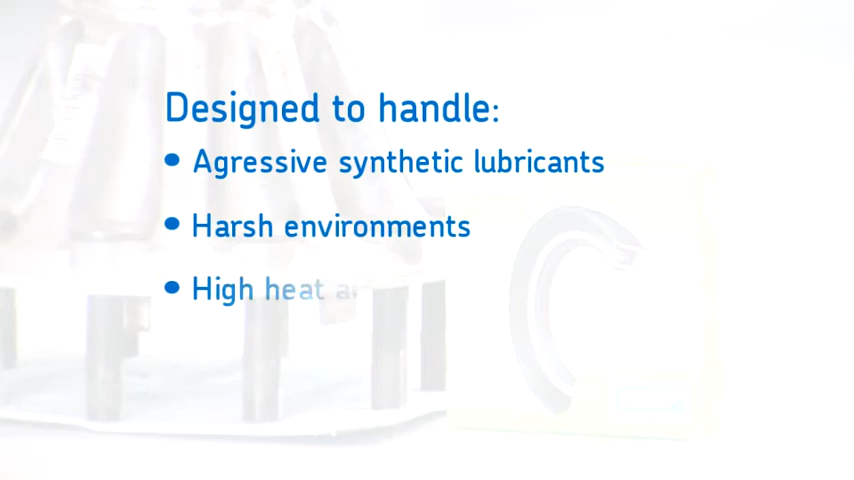 Designed to handle:
• Agressive synthetic lubricants
• Harsh environments
• High heat